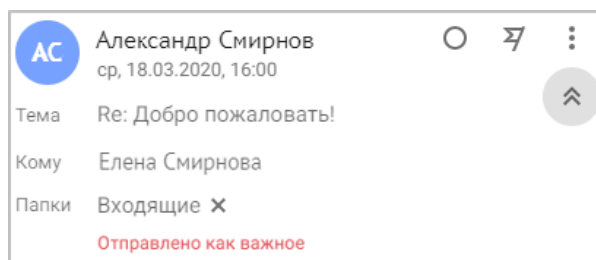 АС
Александр Смирнов
ср, 18.03.2020, 16:00
Тема Re: Добро пожаловать!
Кому Елена Смирнова
Папки Входящие ×
Отправлено как важное